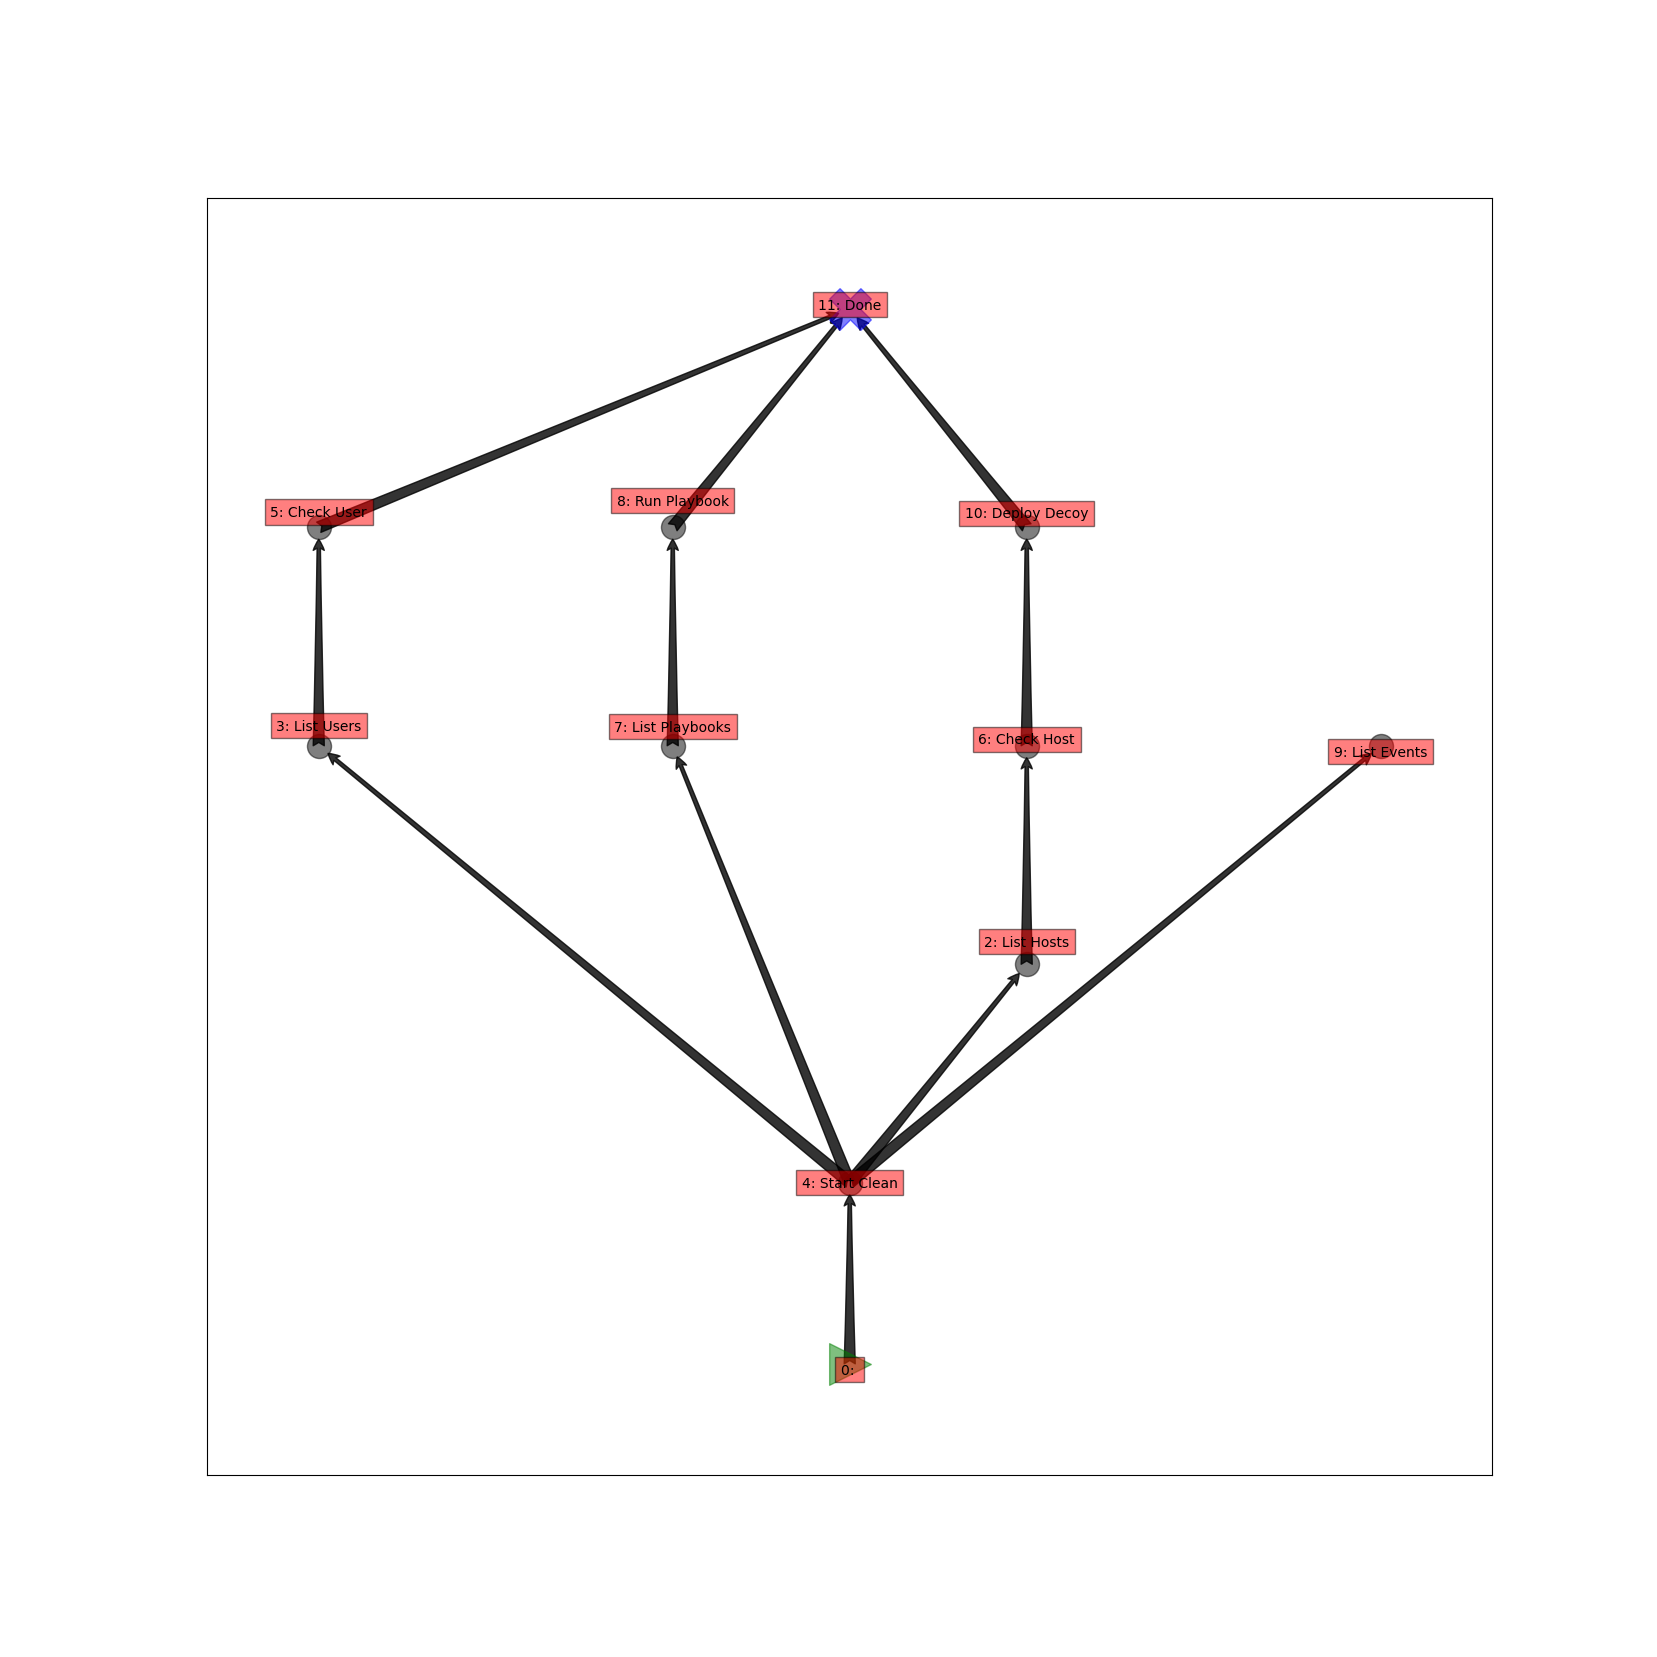 11: Done
8: Run Playbook
5: Check User
10: Deploy Decoy
3: List Users
7: List Playbooks
6: Check Host
9: List Events
2: List Hosts
4: Start Clean
0: